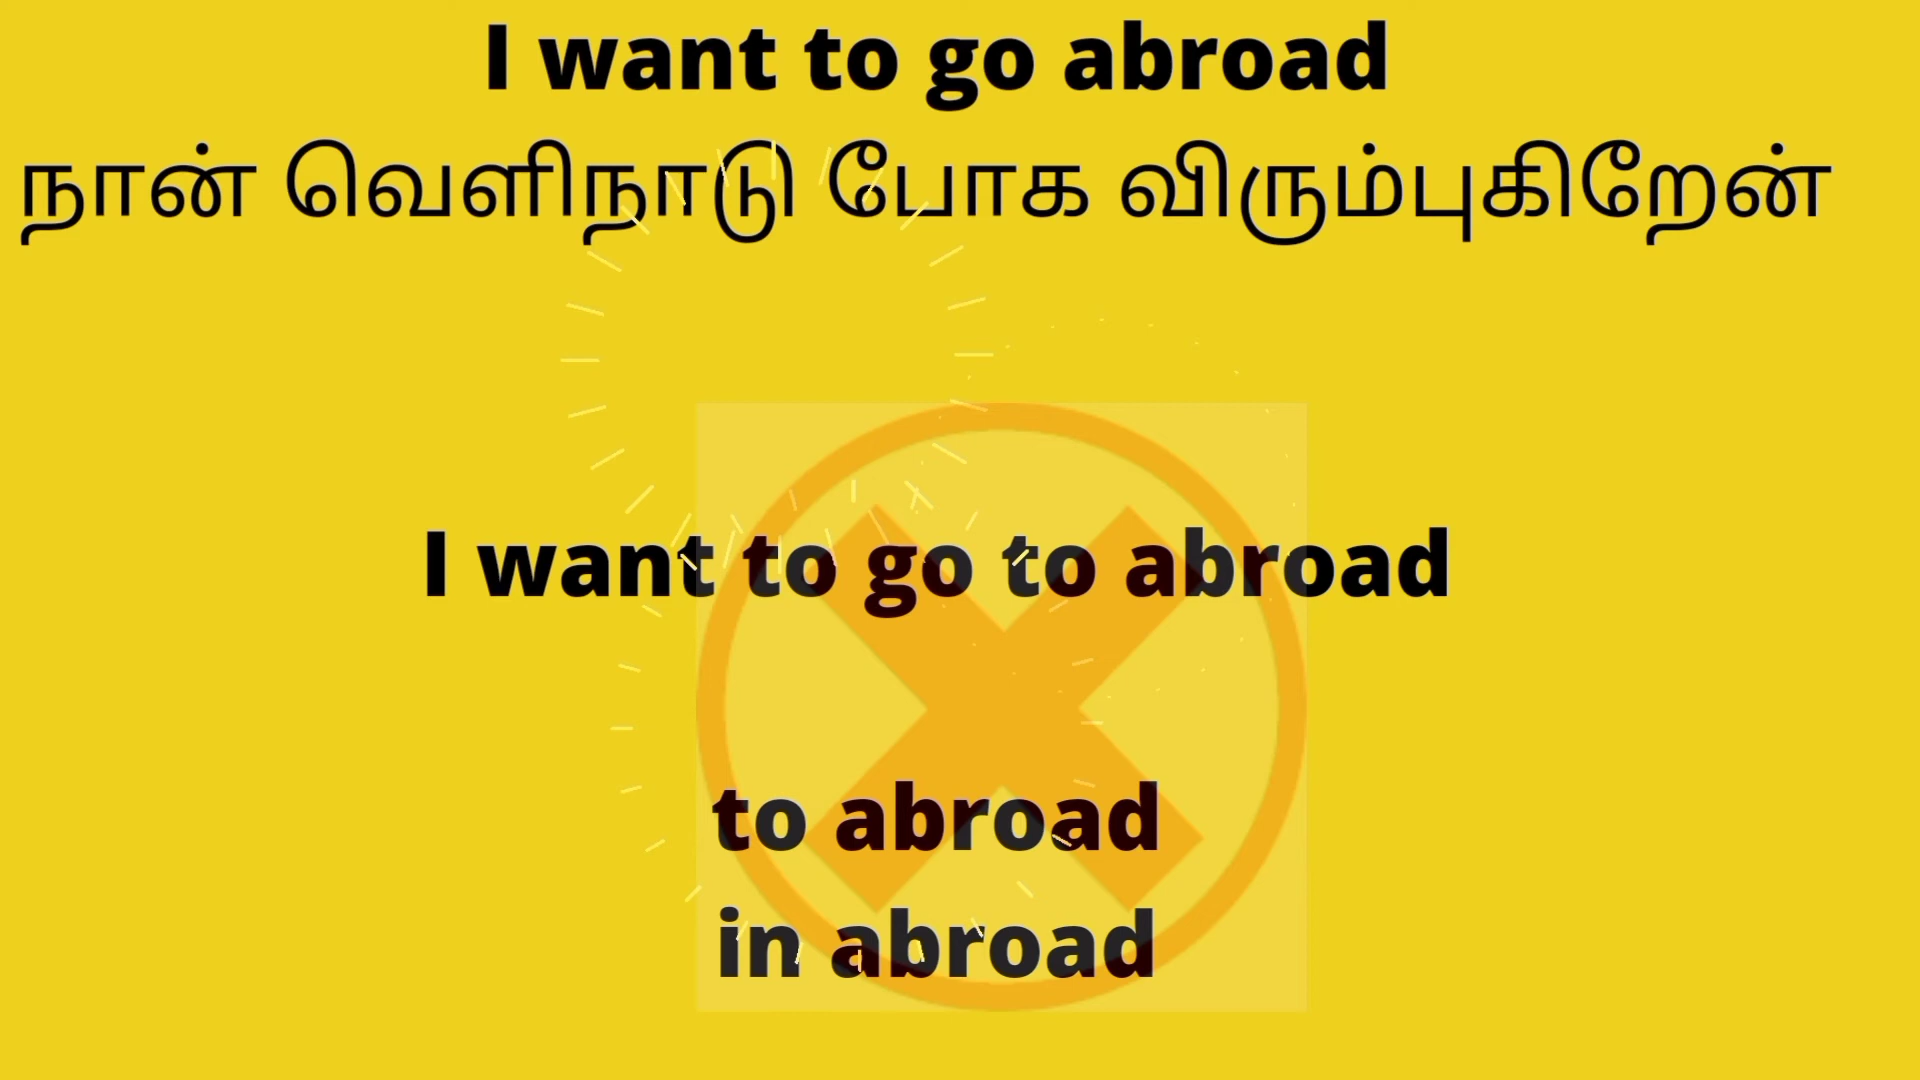 I want to go abroad
நான் வெளிநாடு போக விரும்புகிறேன்
I want to go to abroad
to abroad
in abroad